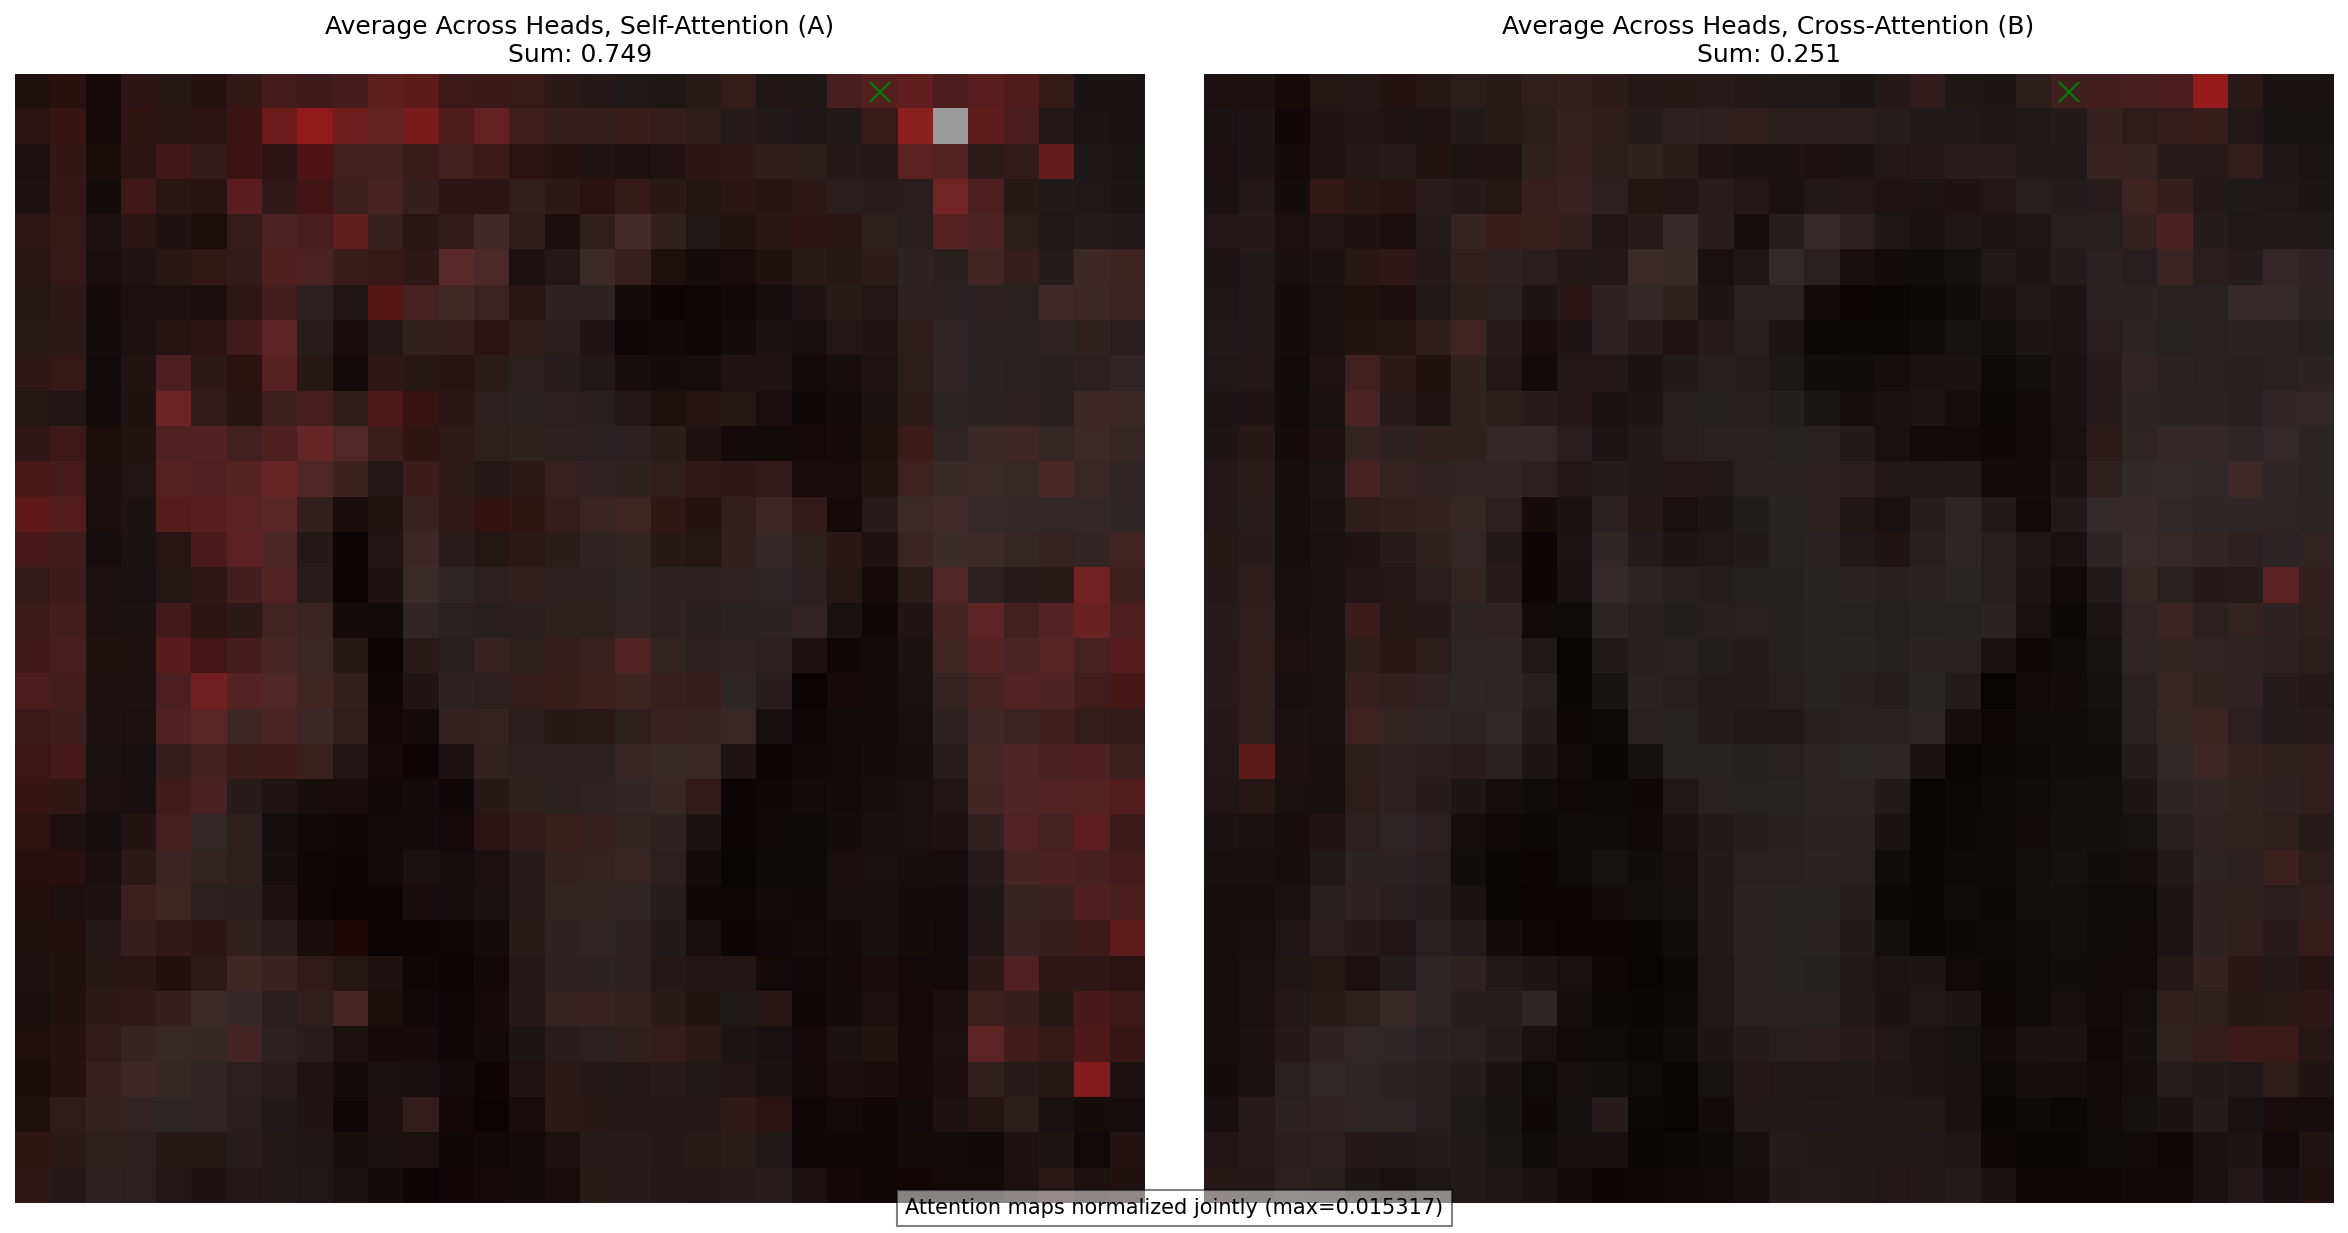 Average Across Heads, Self-Attention (A)
Sum: 0.749
Average Across Heads, Cross-Attention (B)
Sum: 0.251
Attention maps normalized jointly (max=0.015317)